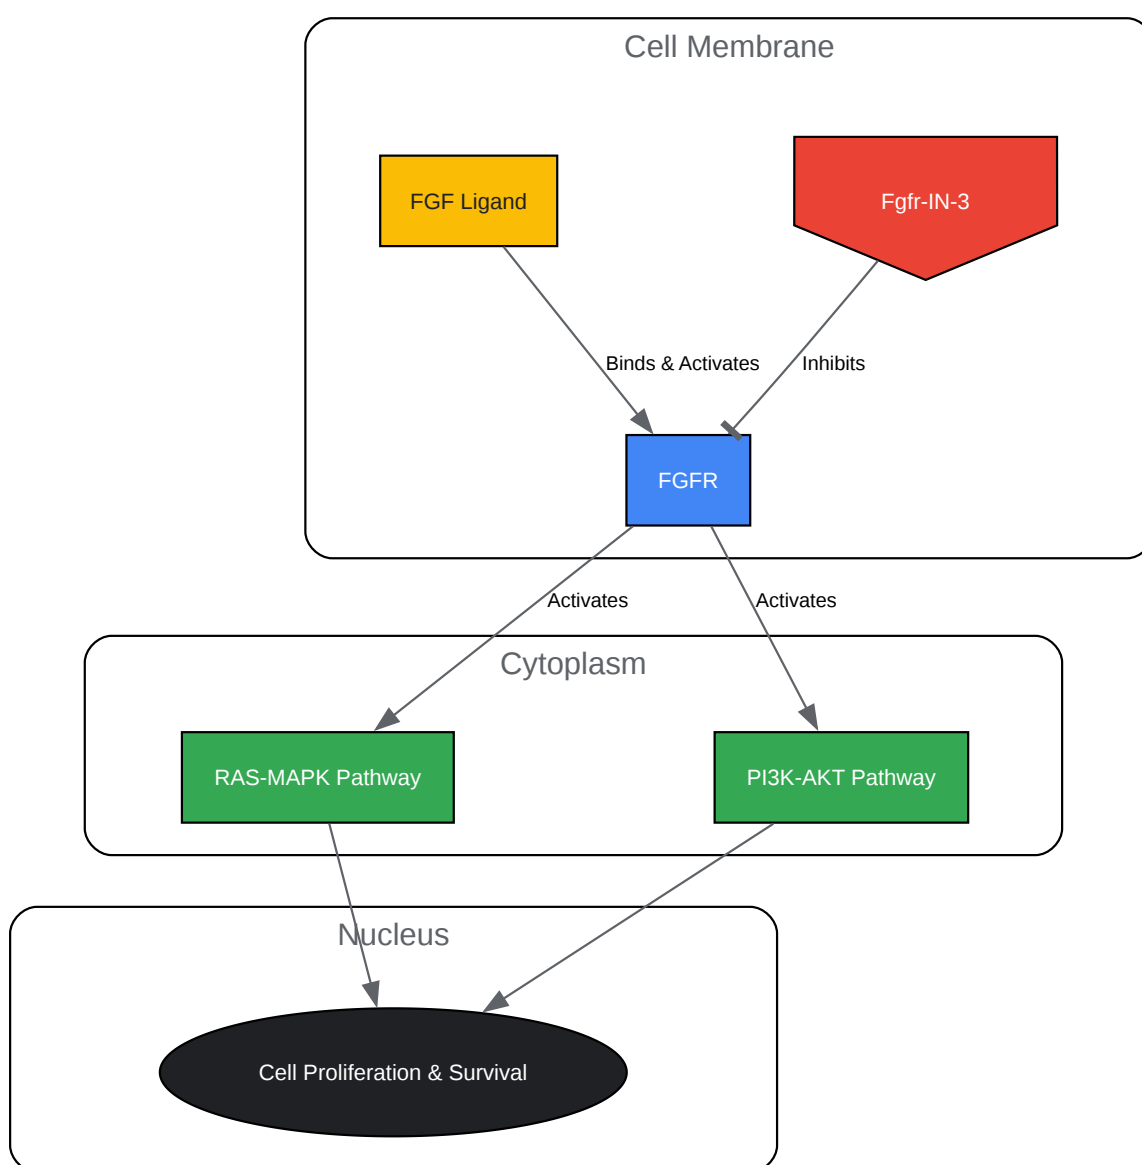 Cell Membrane
FGF Ligand
Fgfr-IN-3
Binds & Activates
Inhibits
FGFR
Activates
Activates
Cytoplasm
RAS-MAPK Pathway
PI3K-AKT Pathway
Nucleus
Cell Proliferation & Survival